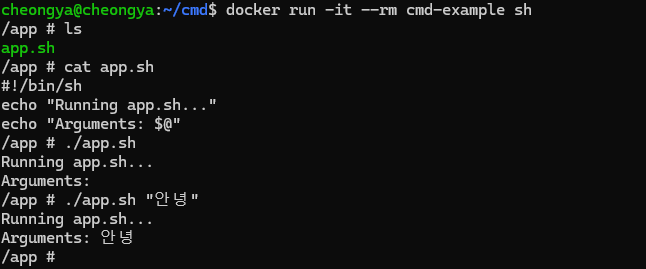 cheongya@cheongya:~/cmd$ docker run -it --rm cmd-example sh
/app # ls
app.sh
/app # cat app.sh
#!/bin/sh
echo "Running app.sh..."
echo "Arguments: $@"
/app # ./app.sh
Running app.sh...
Arguments:
/app # ./app.sh "안녕"
Running app.sh...
Arguments: 안녕
/app #